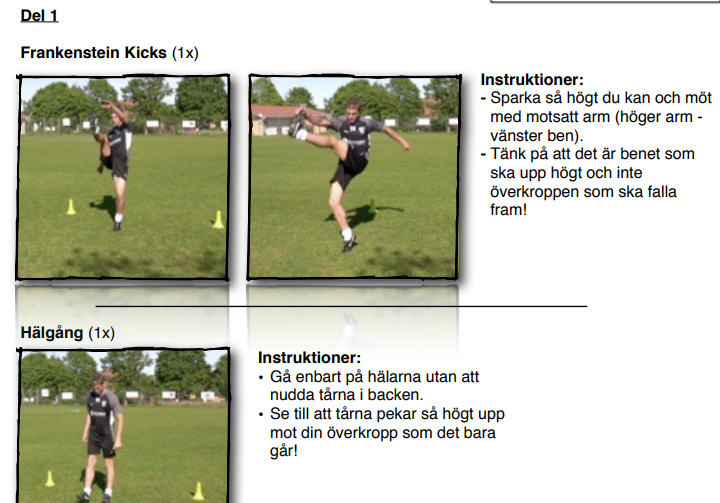 Del 1
Frankenstein Kicks (1x)
Instruktioner:
- Sparka så högt du kan och möt
med motsatt arm (höger arm -
vänster ben).
- Tänk på att det är benet som
ska upp högt och inte
överkroppen som ska falla
fram!
Hälgång (1x)
Instruktioner:
• Gå enbart på hälarna utan att
nudda tårna i backen.
• Se till att tårna pekar så högt upp
mot din överkropp som det bara
går!